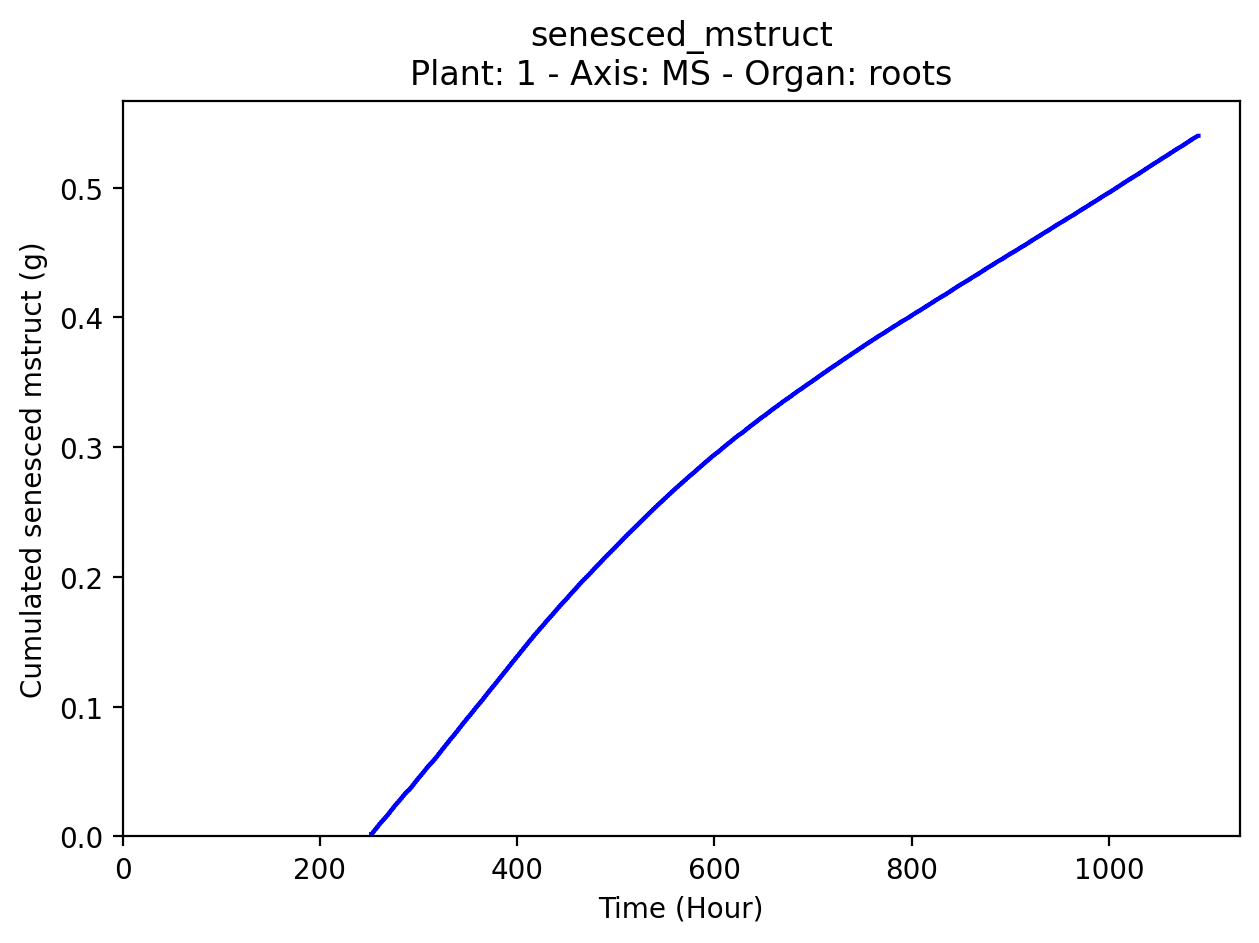 senesced_mstruct
Plant: 1 - Axis: MS - Organ: roots
Cumulated senesced mstruct (g)
0.5
0.4
0.3
0.2
0.1
0.0
0 200 400 600 800 1000
Time (Hour)